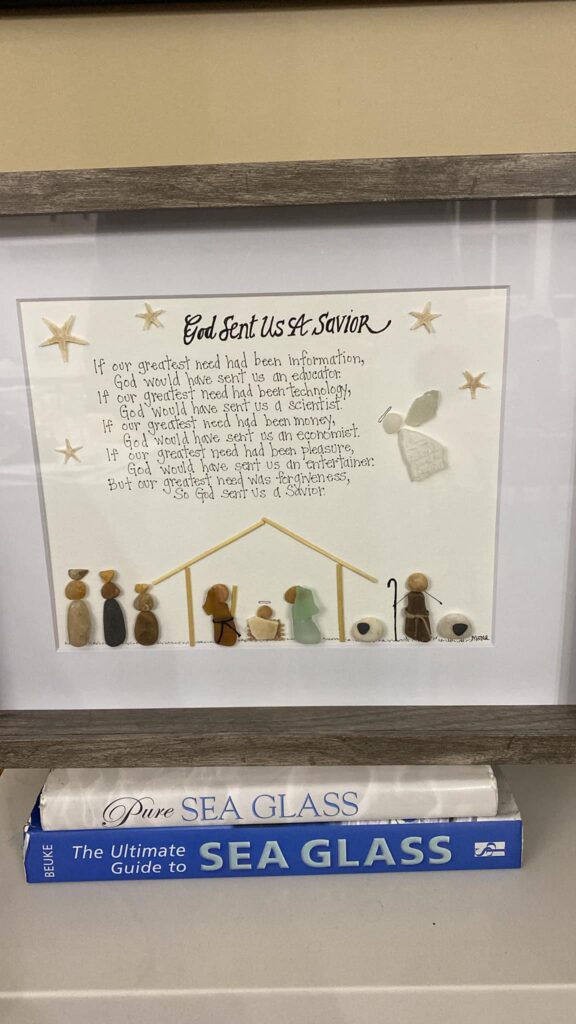 God Sent Us A Savior
If our greatest need had been information,
God would have sent us an educator.
If our greatest need had been technology,
God would have sent us a scientist.
If our greatest need had been money,
God would have sent us an economist.
If our greatest need had been pleasure,
God would have sent us an entertainer.
But our greatest need was forgiveness,
So God sent us a Savior.
Pure SEA GLASS
BEUKE
The Ultimate
Guide to
SEA GLASS